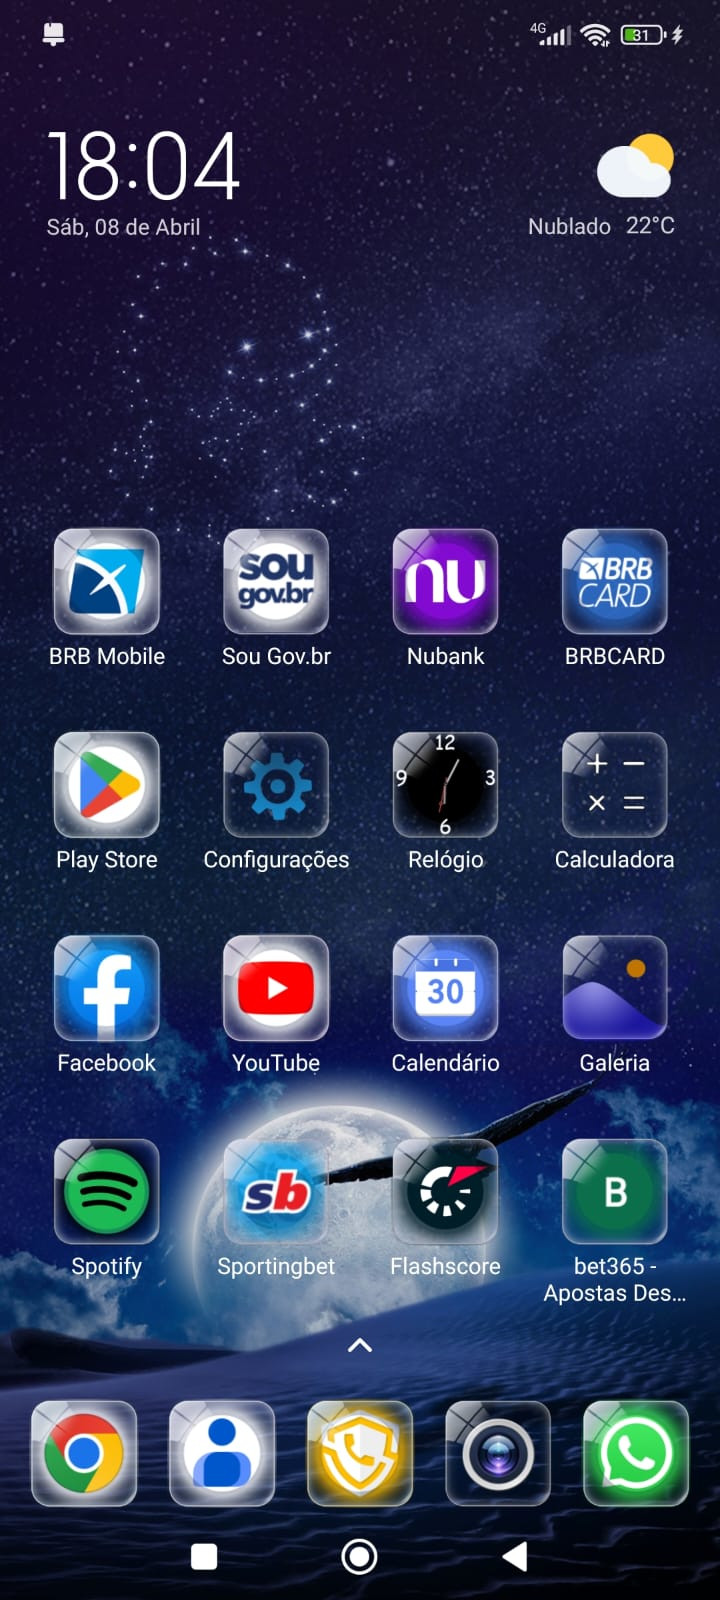 4G
31
18:04
Sáb, 08 de Abril
Nublado 22°C
sou
gov.br
nu
BRB
CARD
BRB Mobile
Sou Gov.br
Nubank
BRBCARD
12
9
3
6
+ −
× =
Play Store
Configurações
Relógio
Calculadora
30
Facebook
YouTube
Calendário
Galeria
sb
B
Spotify
Sportingbet
Flashscore
bet365 -
Apostas Des...